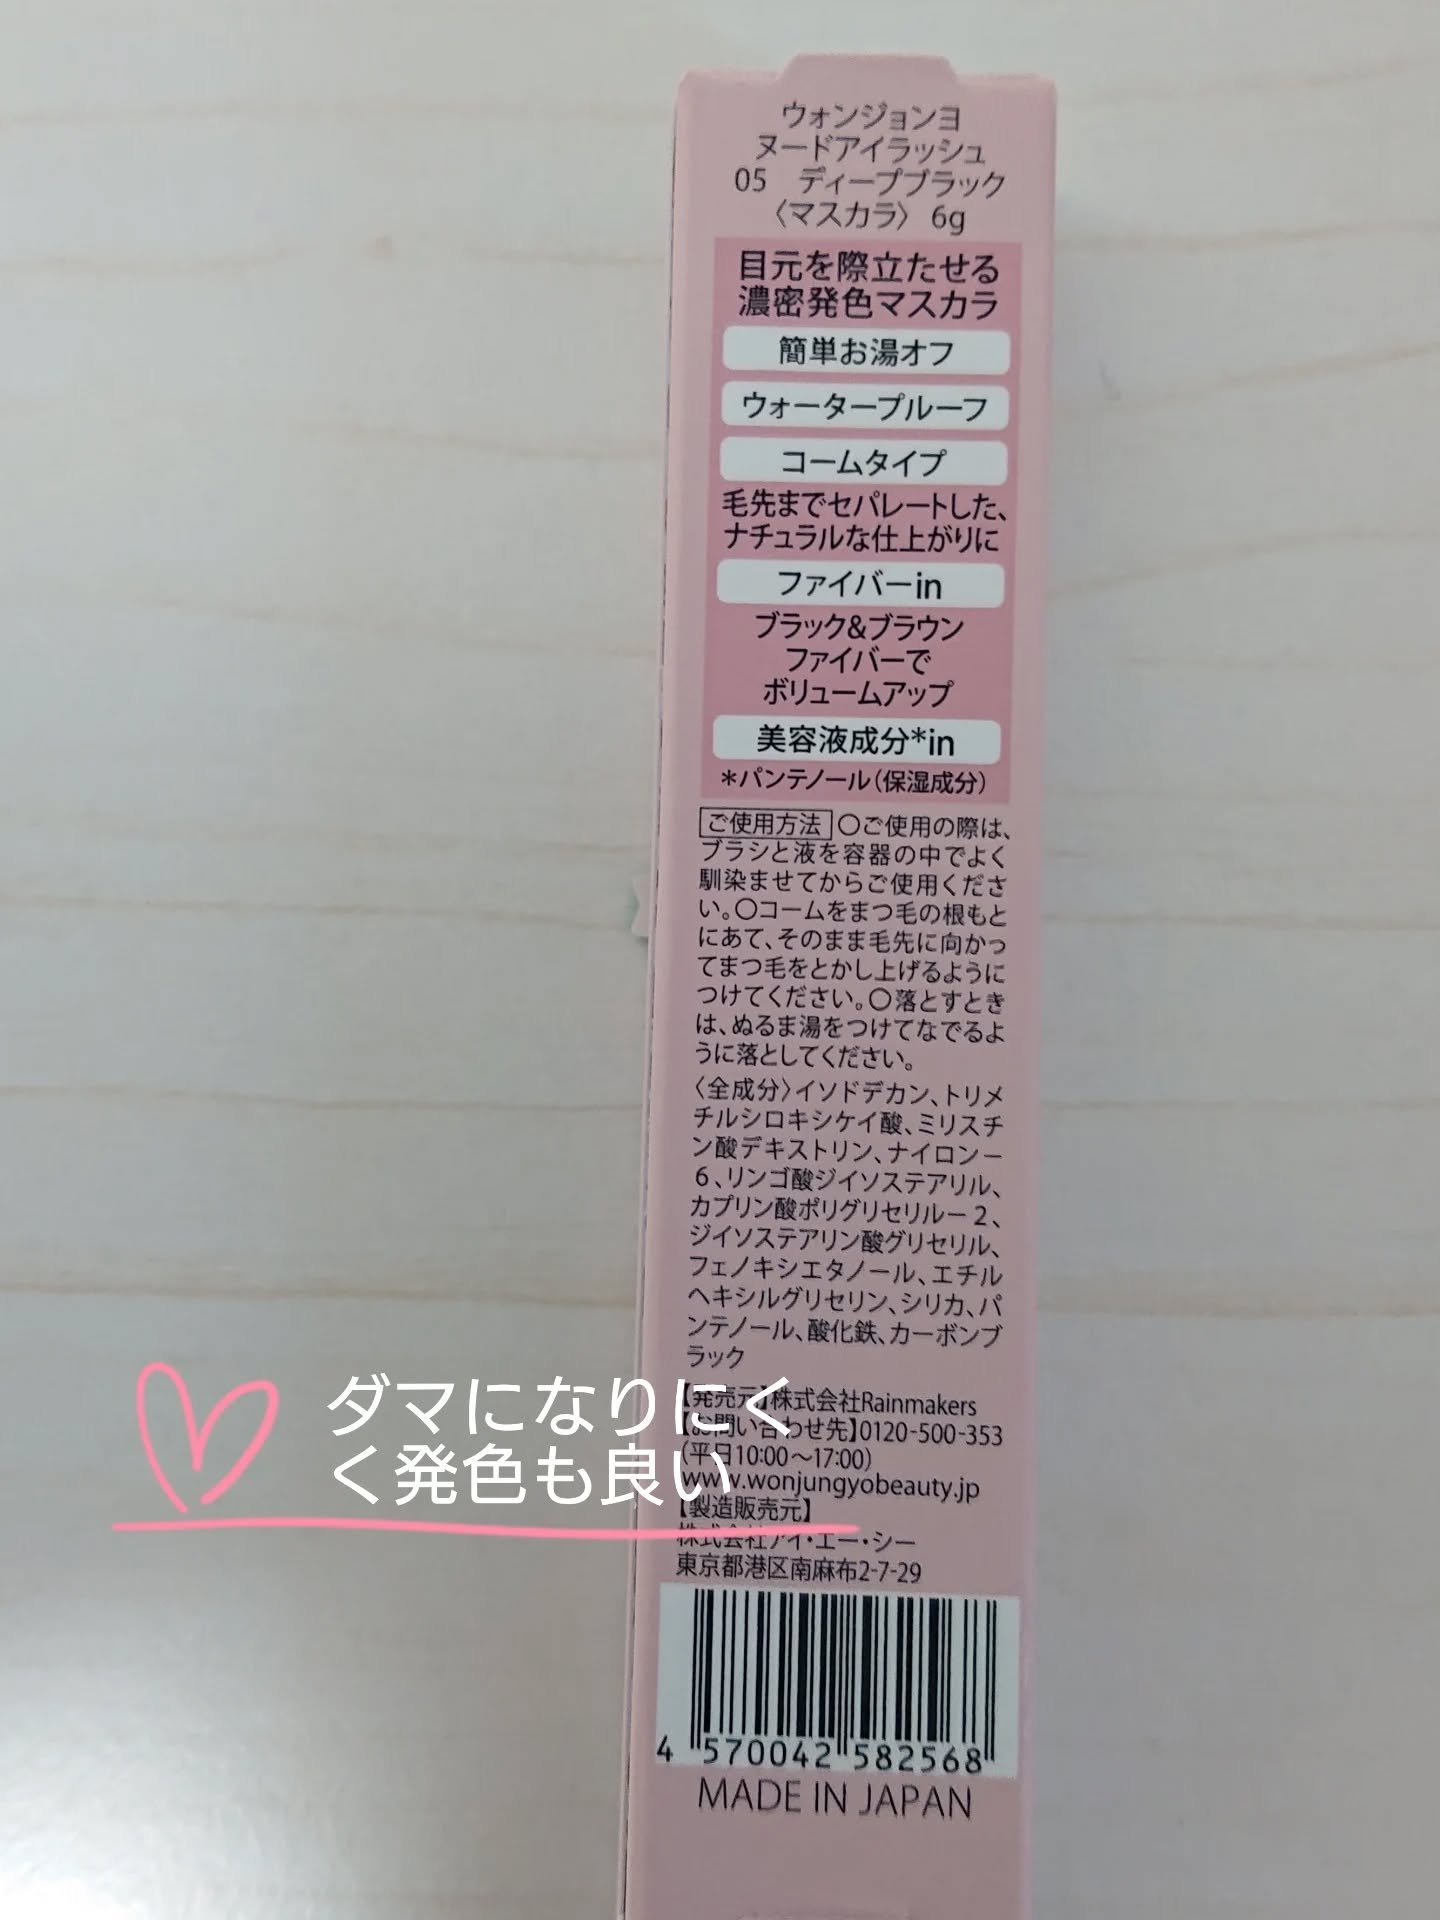 ウォンジョンヨ
ヌードアイラッシュ
05　ディープブラック
〈マスカラ〉 6g
目元を際立たせる
濃密発色マスカラ
簡単お湯オフ
ウォータープルーフ
コームタイプ
毛先までセパレートした、
ナチュラルな仕上がりに
ファイバーin
ブラック&ブラウン
ファイバーで
ボリュームアップ
美容液成分*in
*パンテノール(保湿成分)
ご使用方法 〇ご使用の際は、
ブラシと液を容器の中でよく
馴染ませてからご使用くださ
い。〇コームをまつ毛の根もと
にあて、そのまま毛先に向かっ
てまつ毛をとかし上げるように
つけてください。〇落とすとき
は、ぬるま湯をつけてなでるよ
うに落としてください。
〈全成分〉イソドデカン、トリメ
チルシロキシケイ酸、ミリスチ
ン酸デキストリン、ナイロンー
6、リンゴ酸ジイソステアリル、
カプリン酸ポリグリセリルー2、
ジイソステアリン酸グリセリル、
フェノキシエタノール、エチル
ヘキシルグリセリン、シリカ、パ
ンテノール、酸化鉄、カーボンブ
ラック
【発売元】株式会社Rainmakers
【お問い合わせ先】0120-500-353
(平日10:00～17:00)
www.wonjungyobeauty.jp
【製造販売元】
株式会社アイ・エー・シー
東京都港区南麻布2-7-29
4 570042 582568
MADE IN JAPAN
ダマになりにく
く発色も良い